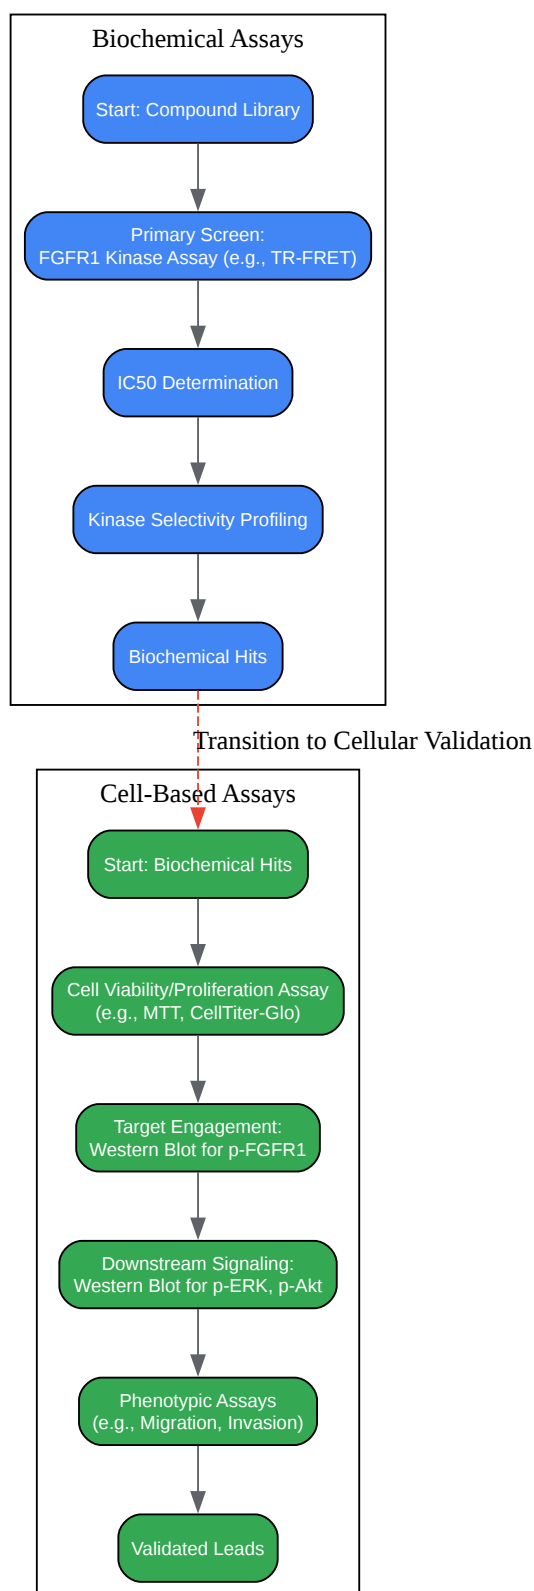 Biochemical Assays
Start: Compound Library
Primary Screen:
FGFR1 Kinase Assay (e.g., TR-FRET)
IC50 Determination
Kinase Selectivity Profiling
Biochemical Hits
Transition to Cellular Validation
Cell-Based Assays
Start: Biochemical Hits
Cell Viability/Proliferation Assay
(e.g., MTT, CellTiter-Glo)
Target Engagement:
Western Blot for p-FGFR1
Downstream Signaling:
Western Blot for p-ERK, p-Akt
Phenotypic Assays
(e.g., Migration, Invasion)
Validated Leads